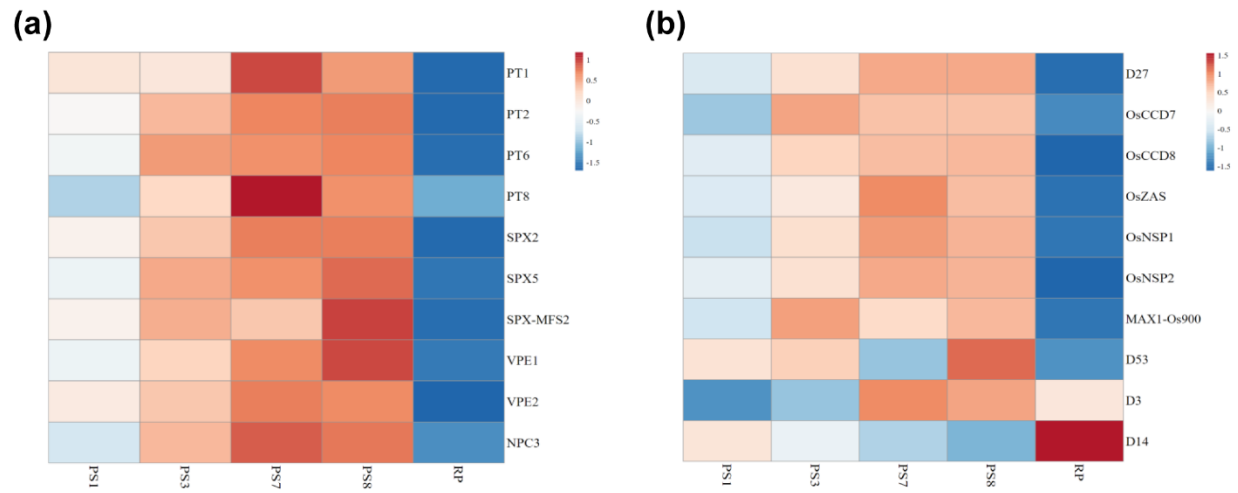 (a)
1
0.5
0
-0.5
-1
-1.5
PT1
PT2
PT6
PT8
SPX2
SPX5
SPX-MFS2
VPE1
VPE2
NPC3
PS1
PS3
PS7
PS8
RP
(b)
1.5
1
0.5
0
-0.5
-1
-1.5
D27
OsCCD7
OsCCD8
OsZAS
OsNSP1
OsNSP2
MAX1-Os900
D53
D3
D14
PS1
PS3
PS7
PS8
RP